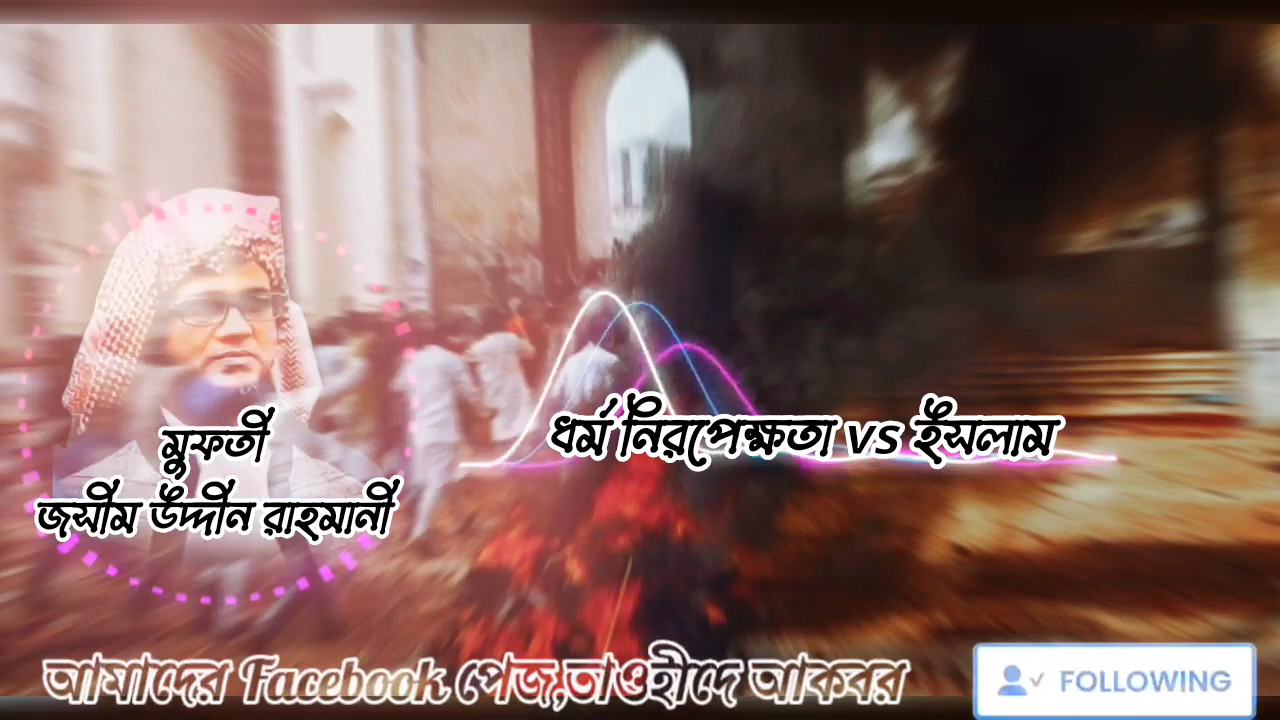 মুফতী
জসীম উদ্দীন রাহমানী
ধর্ম নিরপেক্ষতা vs ইসলাম
আমাদের Facebook পেজ,তাওহীদে আকবর
FOLLOWING